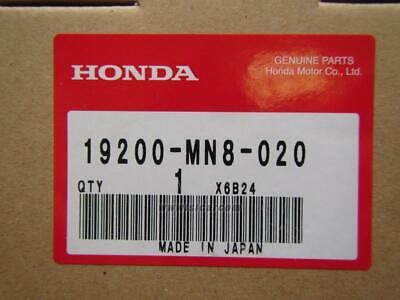 HONDA
GENUINE PARTS
Honda Motor Co., Ltd.
19200-MN8-020
QTY 1 X6B24
MADE IN JAPAN